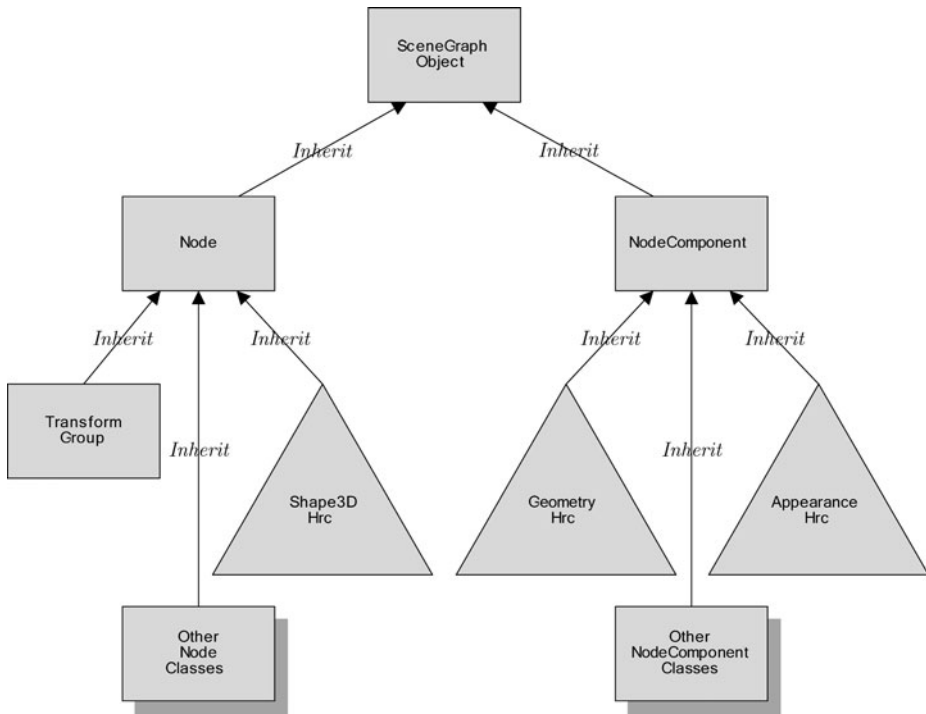 SceneGraph
Object
Inherit
Inherit
Node
NodeComponent
Inherit
Inherit
Inherit
Inherit
Transform
Group
Inherit
Inherit
Shape3D
Hrc
Geometry
Hrc
Appearance
Hrc
Other
Node
Classes
Other
NodeComponent
Classes